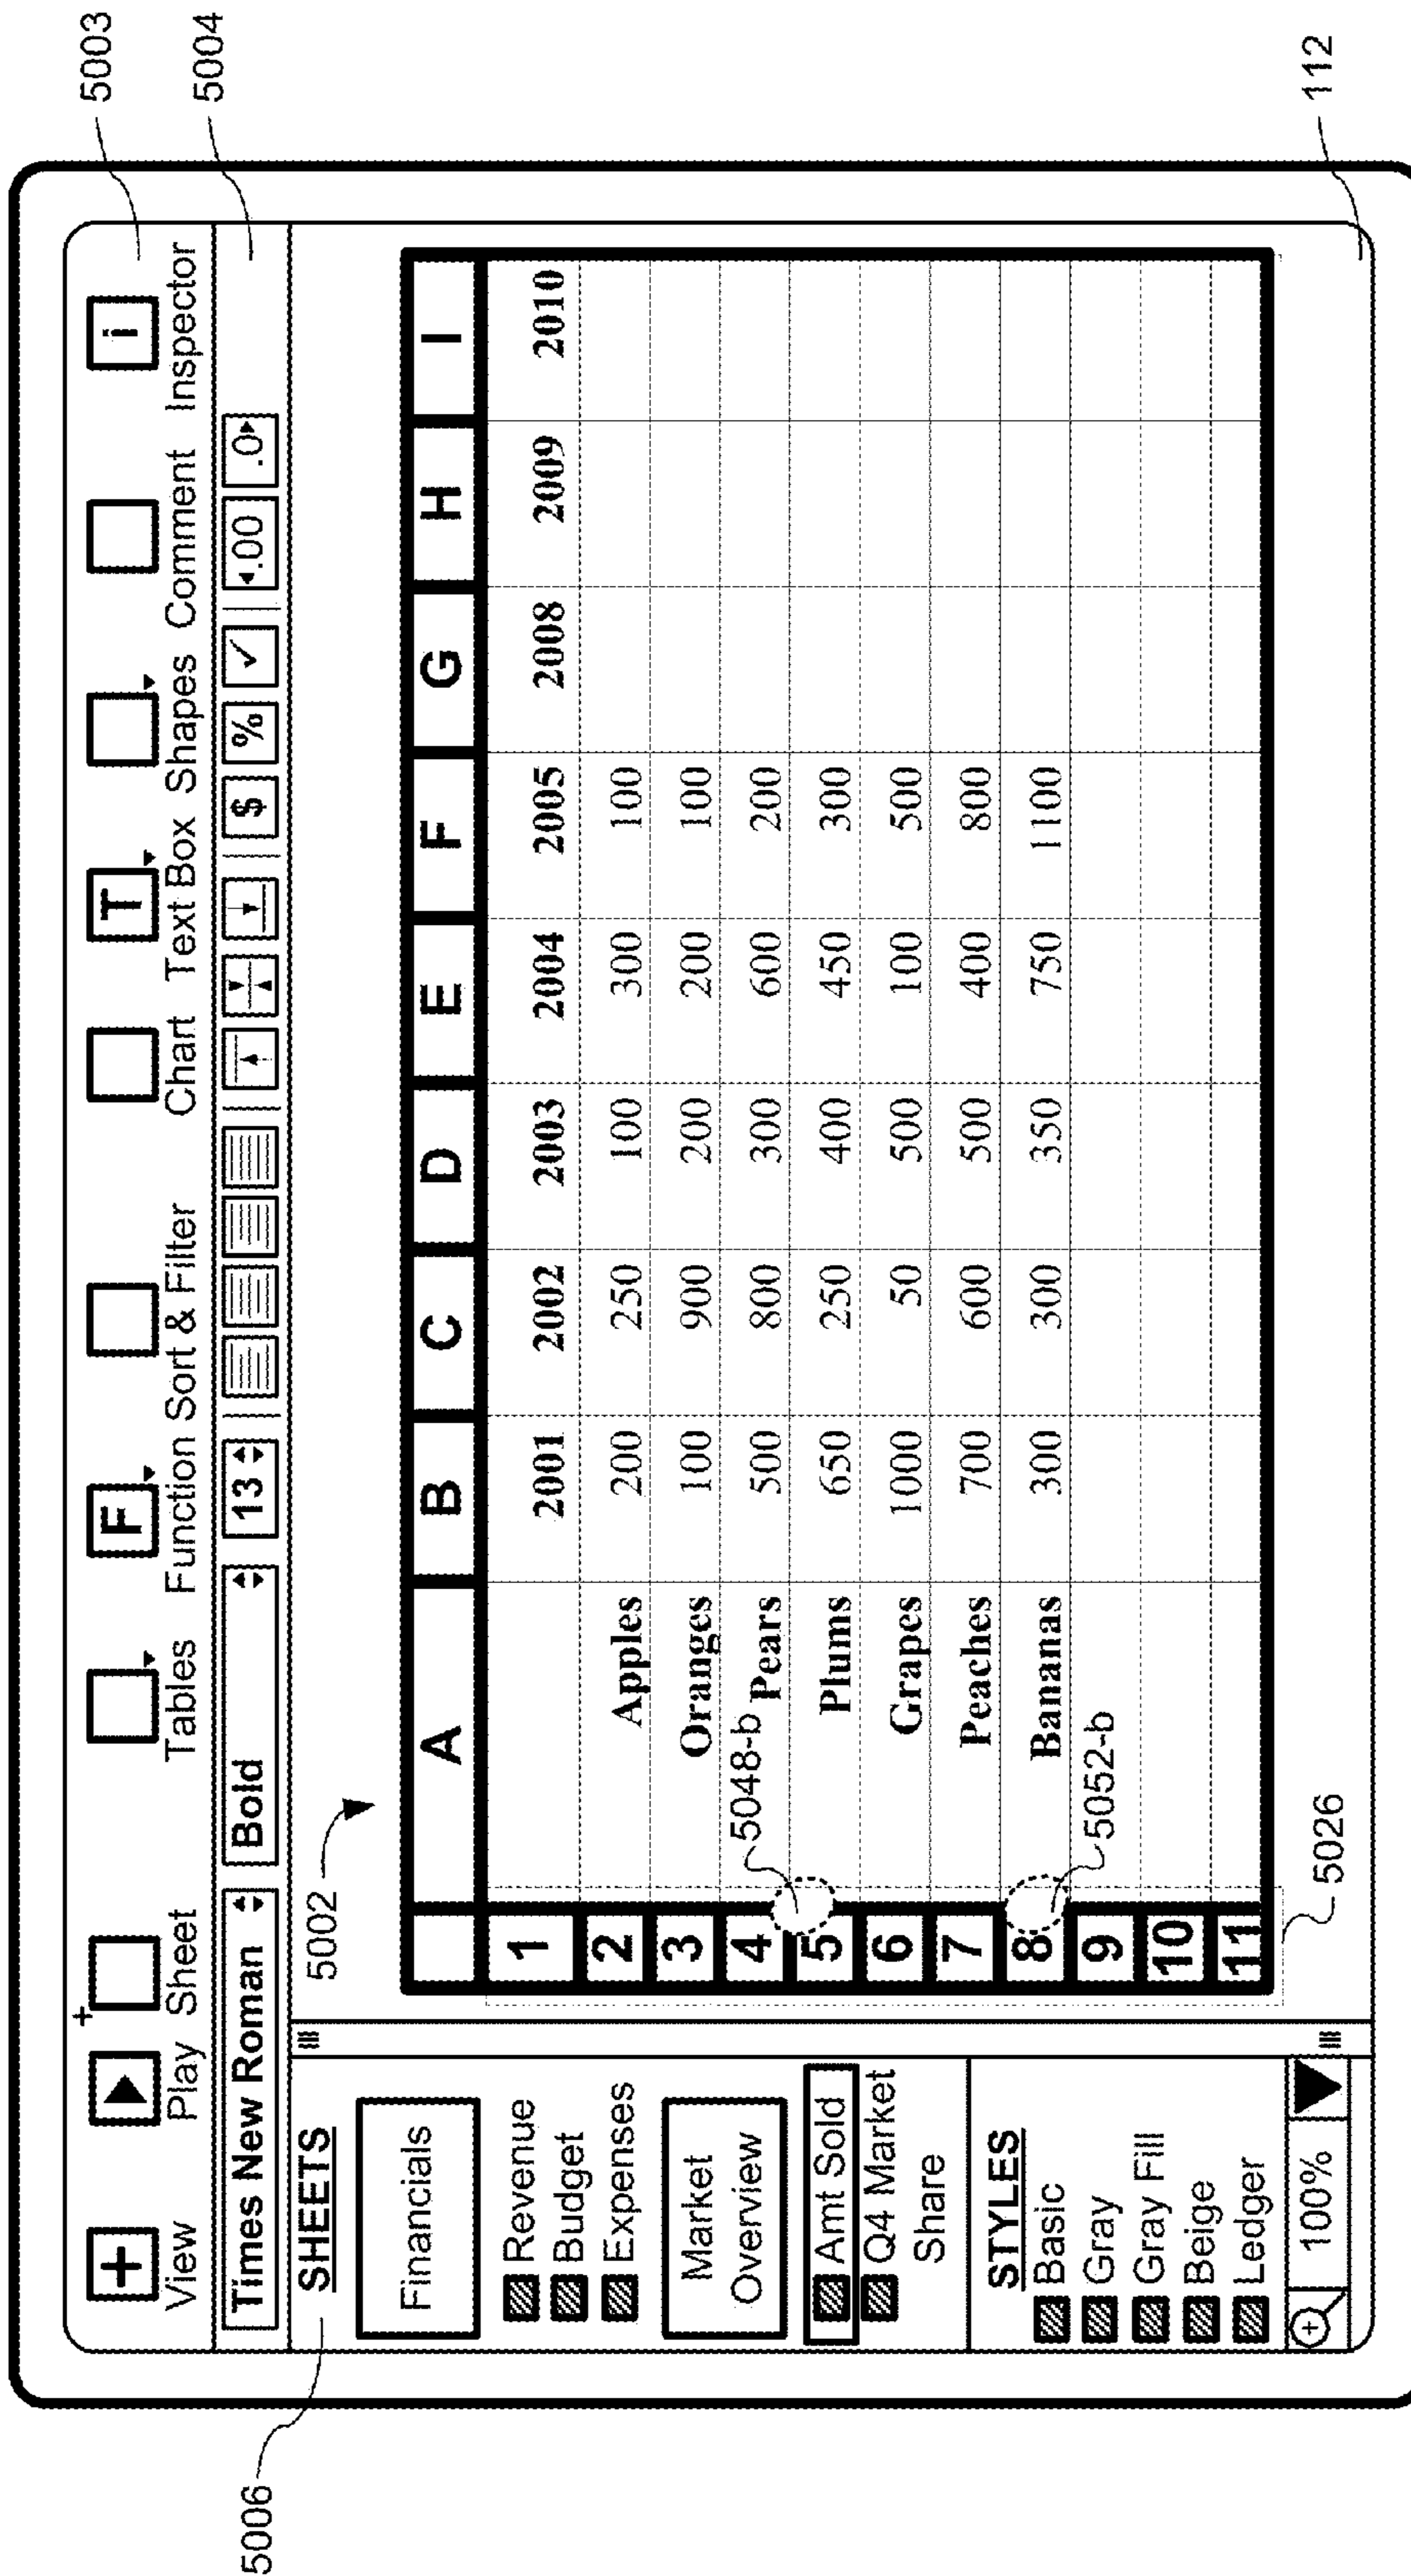 5003
View Play Sheet Tables Function Sort & Filter Chart Text Box Shapes Comment Inspector
+ + F T i
5004
Times New Roman Bold 13 $ % ✓ .00 .0
5006
SHEETS
Financials
Revenue
Budget
Expenses
Market
Overview
Amt Sold
Q4 Market
Share
STYLES
Basic
Gray
Gray Fill
Beige
Ledger
100%
5002
A B C D E F G H I
1 2001 2002 2003 2004 2005 2008 2009 2010
2 Apples 200 250 100 300 100
3 Oranges 100 900 200 200 100
4 Pears 500 800 300 600 200
5048-b
5 Plums 650 250 400 450 300
6 Grapes 1000 50 500 100 500
7 Peaches 700 600 500 400 800
8 Bananas 300 300 350 750 1100
5052-b
9
10
11
5026
112